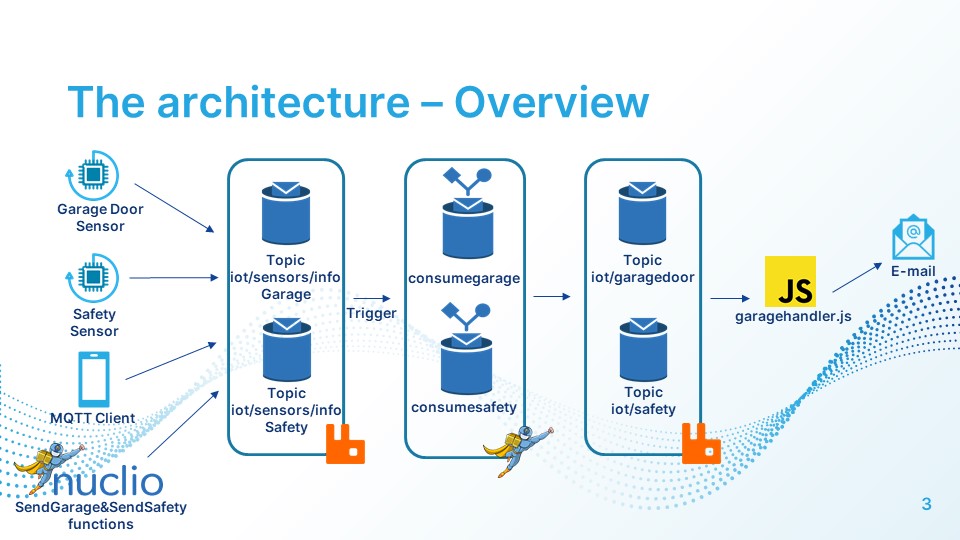 The architecture – Overview
Garage Door
Sensor
Safety
Sensor
MQTT Client
nuclio
SendGarage&SendSafety
functions
Topic
iot/sensors/info
Garage
Topic
iot/sensors/info
Safety
Trigger
consumegarage
consumesafety
Topic
iot/garagedoor
Topic
iot/safety
JS
garagehandler.js
@
E-mail
3